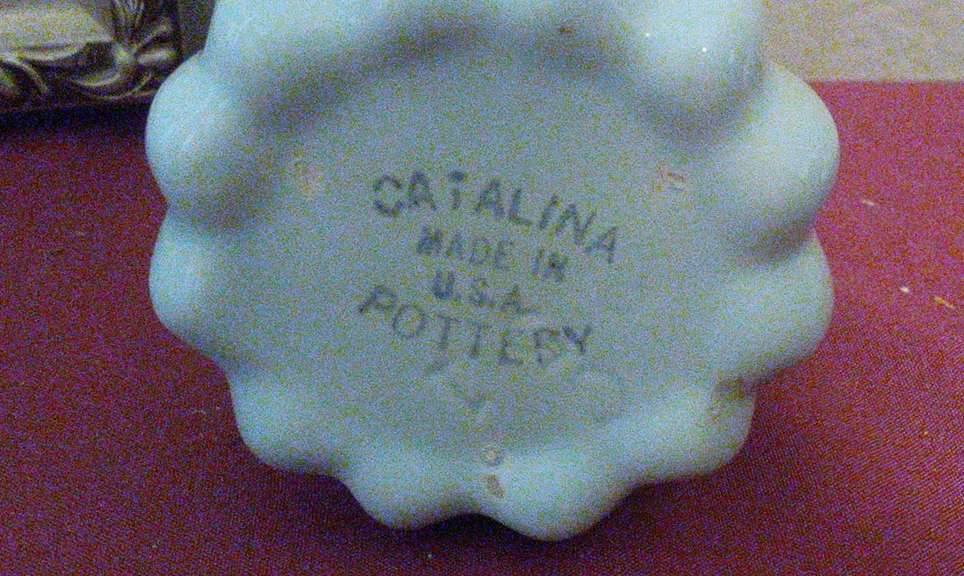 CATALINA
MADE IN
U.S.A.
POTTERY